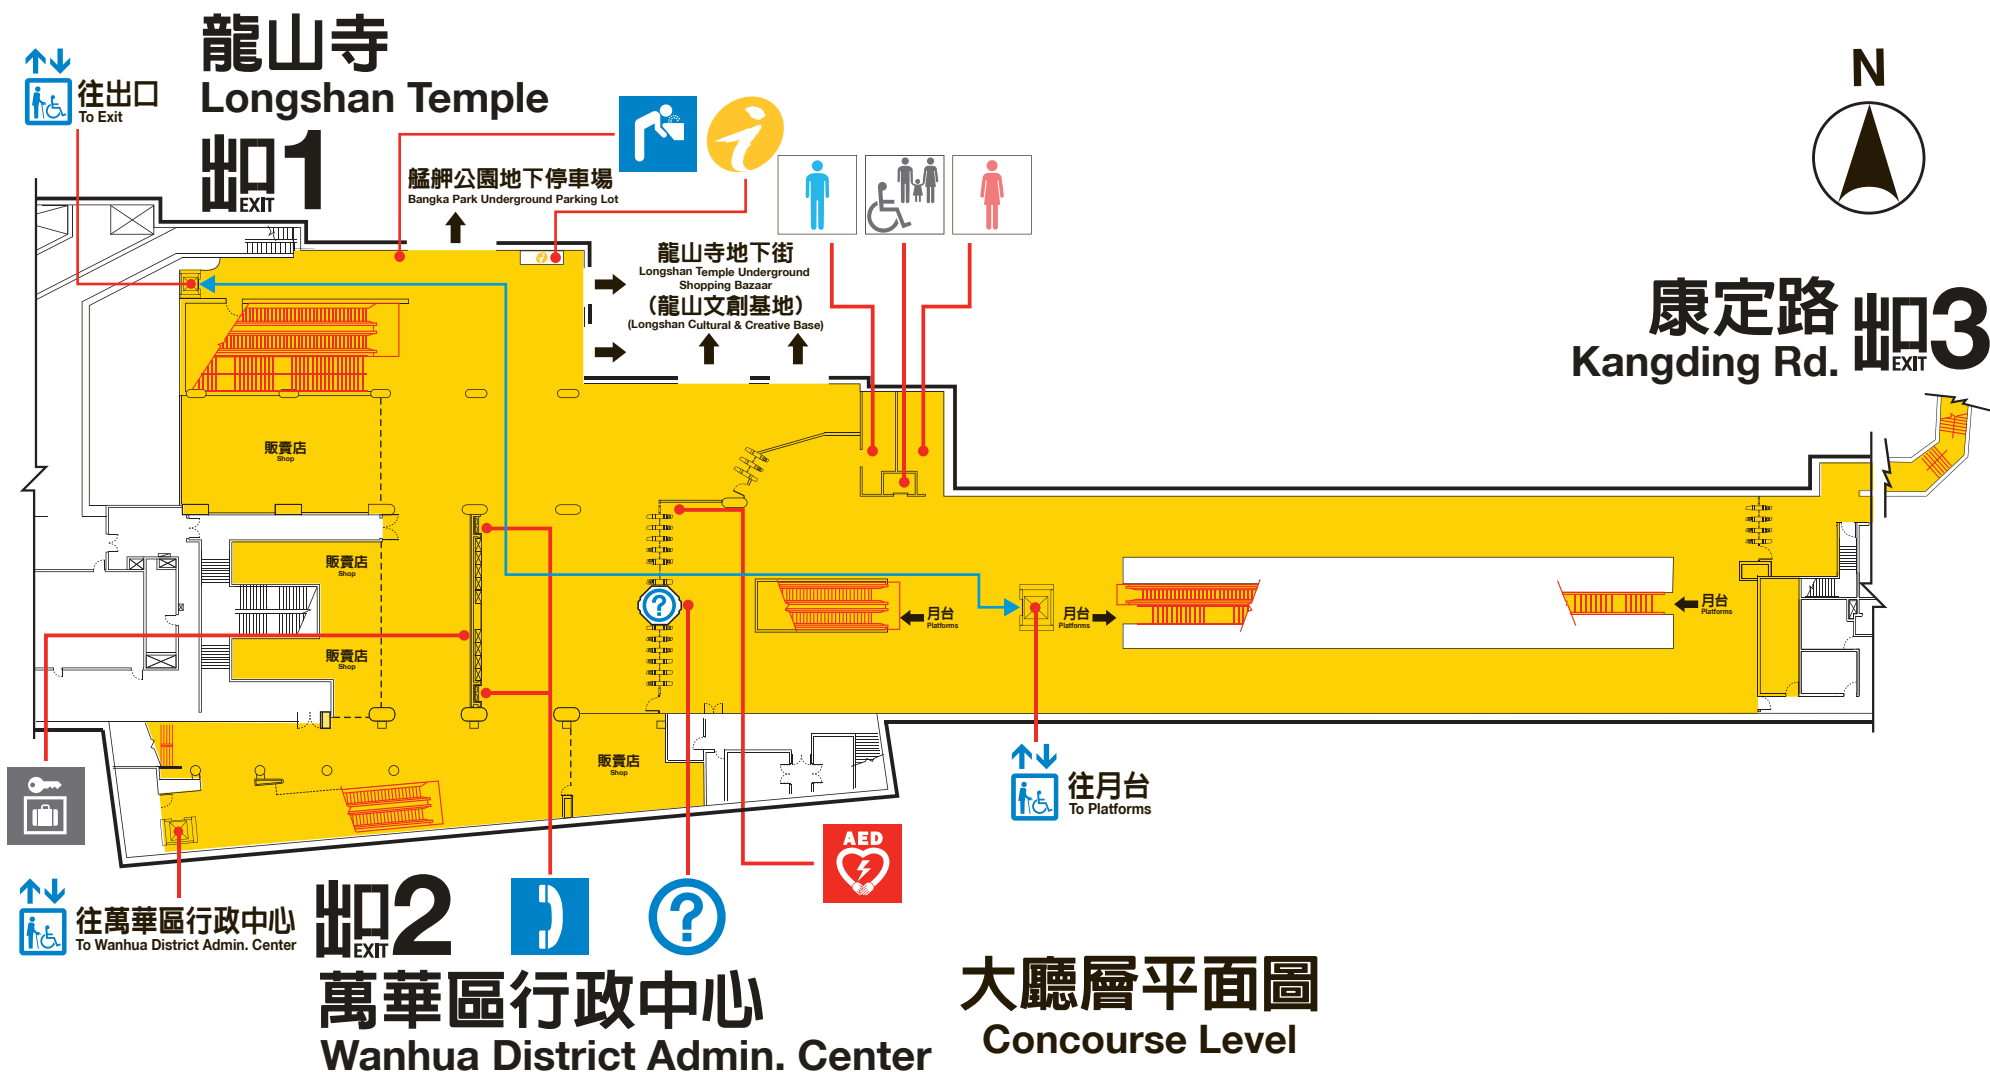 龍山寺
Longshan Temple
出口1
EXIT
往出口
To Exit
艋舺公園地下停車場
Bangka Park Underground Parking Lot
龍山寺地下街
Longshan Temple Underground
Shopping Bazaar
(龍山文創基地)
(Longshan Cultural & Creative Base)
N
康定路
Kangding Rd.
出口3
EXIT
販賣店
Shop
販賣店
Shop
販賣店
Shop
販賣店
Shop
?
月台
Platforms
月台
Platforms
月台
Platforms
往月台
To Platforms
AED
往萬華區行政中心
To Wanhua District Admin. Center
出口2
EXIT
?
萬華區行政中心
Wanhua District Admin. Center
大廳層平面圖
Concourse Level